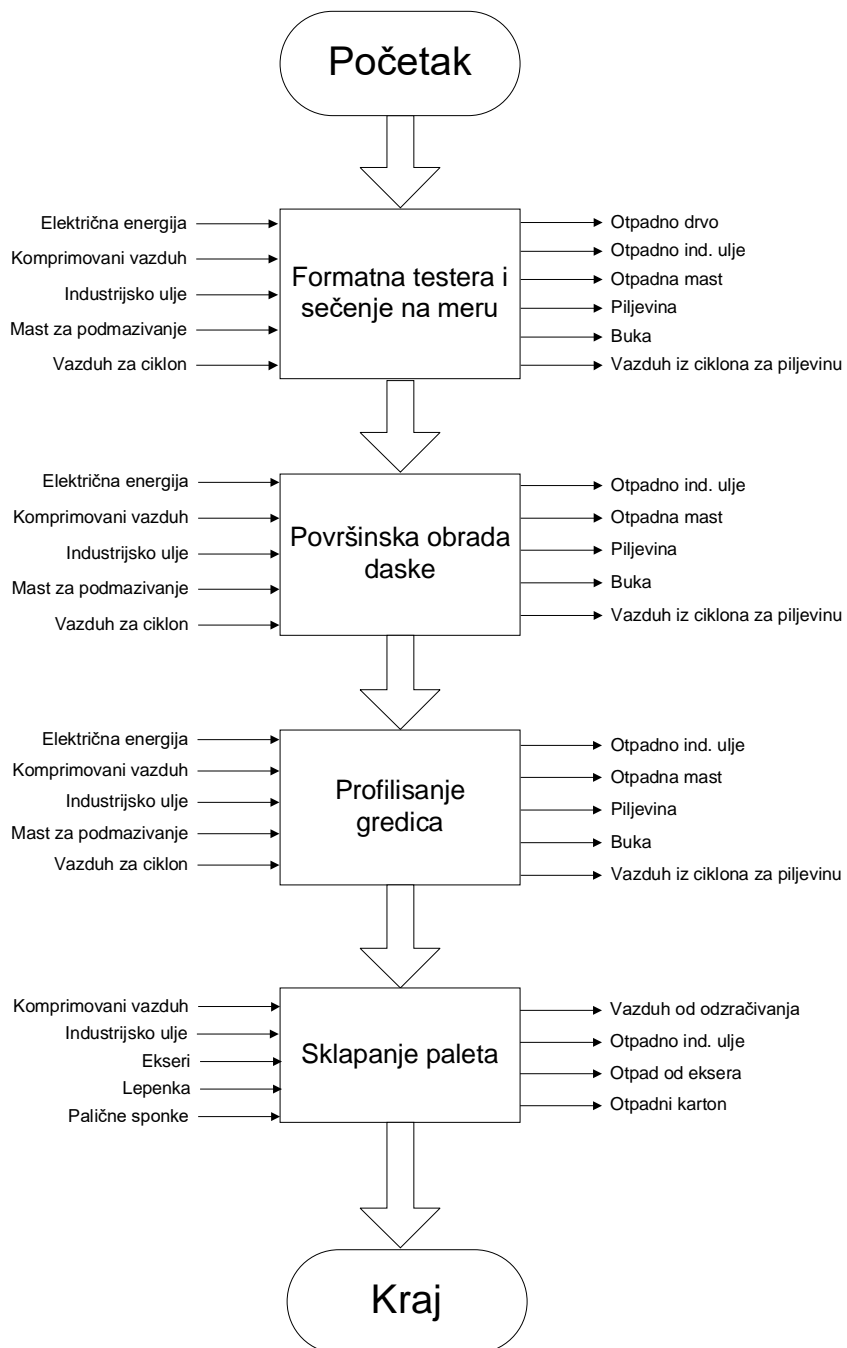 Početak
Električna energija
Komprimovani vazduh
Industrijsko ulje
Mast za podmazivanje
Vazduh za ciklon
Formatna testera i
sečenje na meru
Otpadno drvo
Otpadno ind. ulje
Otpadna mast
Piljevina
Buka
Vazduh iz ciklona za piljevinu
Električna energija
Komprimovani vazduh
Industrijsko ulje
Mast za podmazivanje
Vazduh za ciklon
Površinska obrada
daske
Otpadno ind. ulje
Otpadna mast
Piljevina
Buka
Vazduh iz ciklona za piljevinu
Električna energija
Komprimovani vazduh
Industrijsko ulje
Mast za podmazivanje
Vazduh za ciklon
Profilisanje
gredica
Otpadno ind. ulje
Otpadna mast
Piljevina
Buka
Vazduh iz ciklona za piljevinu
Komprimovani vazduh
Industrijsko ulje
Ekseri
Lepenka
Palične sponke
Sklapanje paleta
Vazduh od odzračivanja
Otpadno ind. ulje
Otpad od eksera
Otpadni karton
Kraj